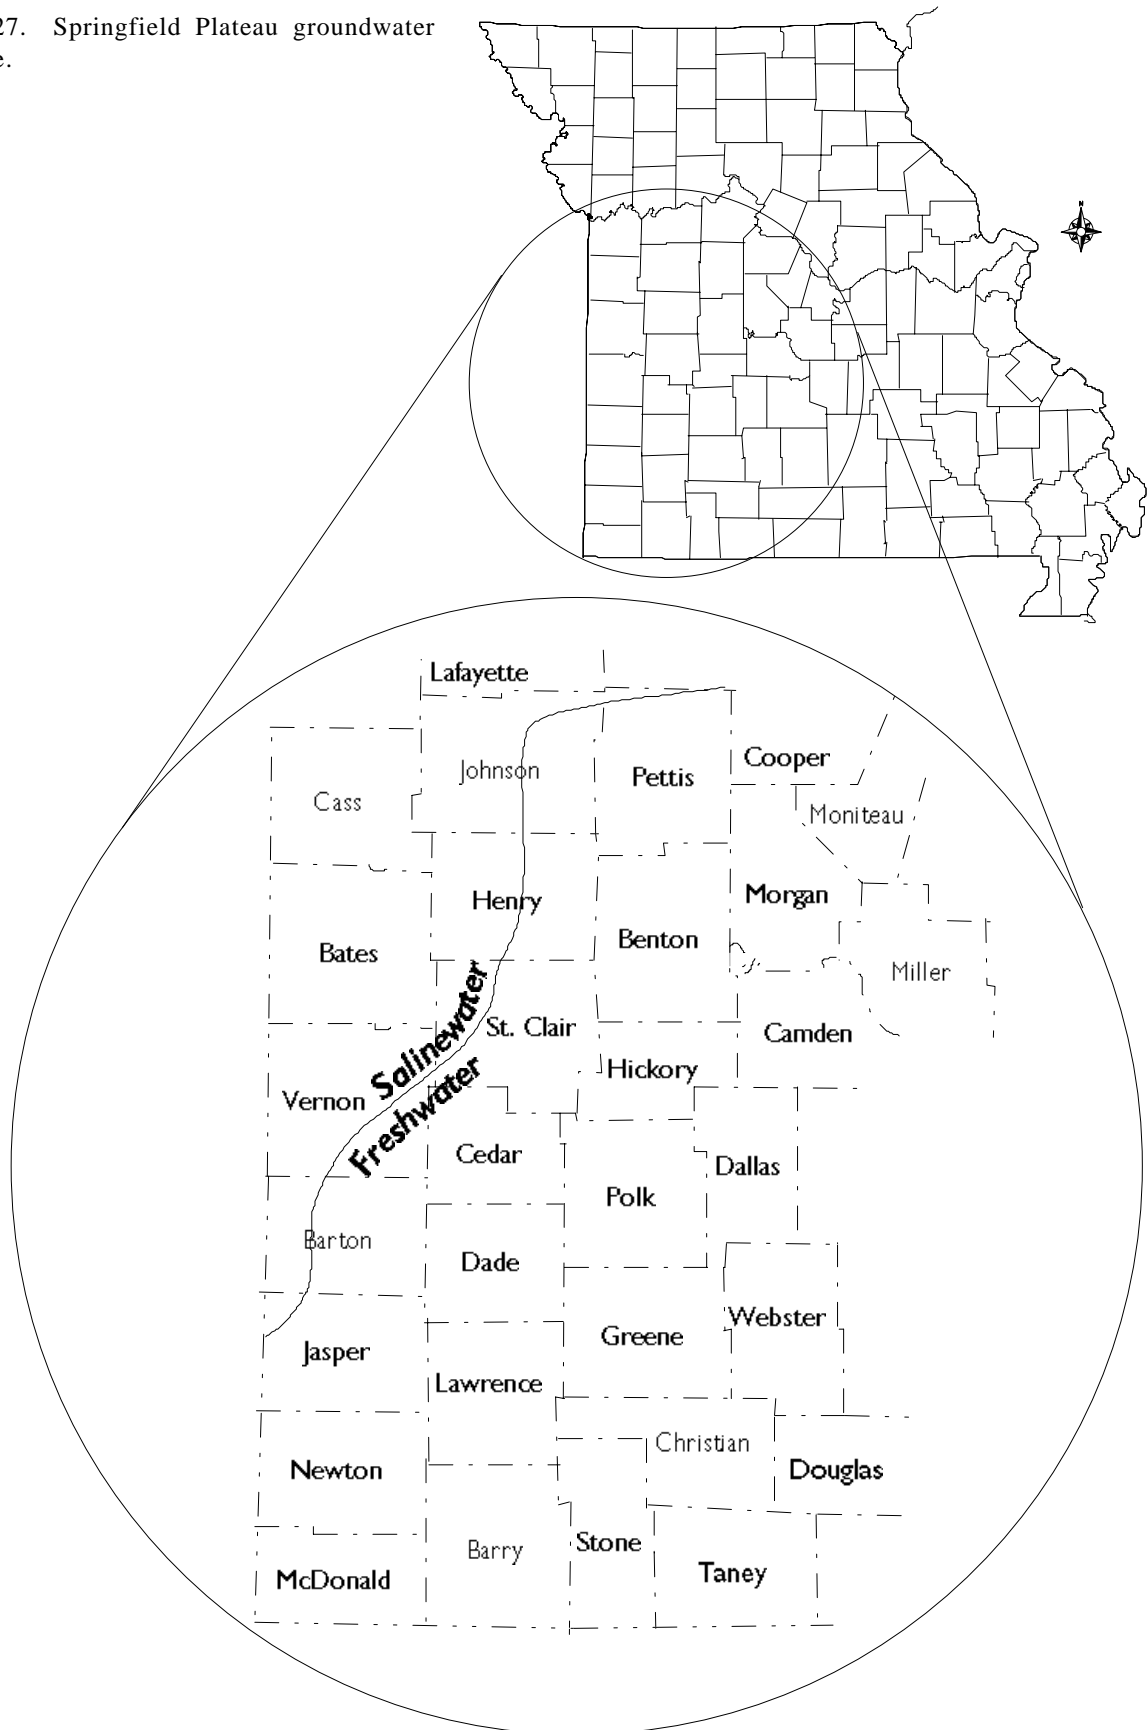 27. Springfield Plateau groundwater
e.
N
Lafayette
Johnson
Pettis
Cooper
Cass
Moniteau
Henry
Morgan
Bates
Benton
Miller
Salinewater
St. Clair
Camden
Freshwater
Hickory
Vernon
Cedar
Dallas
Polk
Barton
Dade
Webster
Greene
Jasper
Lawrence
Christian
Newton
Douglas
Barry
Stone
Taney
McDonald